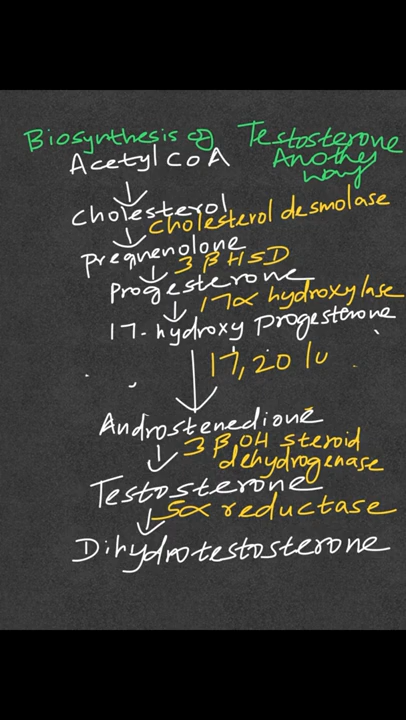 Biosynthesis of Testosterone
Another
way
Acetyl CoA
Cholesterol
Cholesterol desmolase
Pregnenolone
3 β HSD
Progesterone
17α hydroxylase
17-hydroxy progesterone
17,20
Androstenedione
3 β,OH steroid
dehydrogenase
Testosterone
5α reductase
Dihydrotestosterone